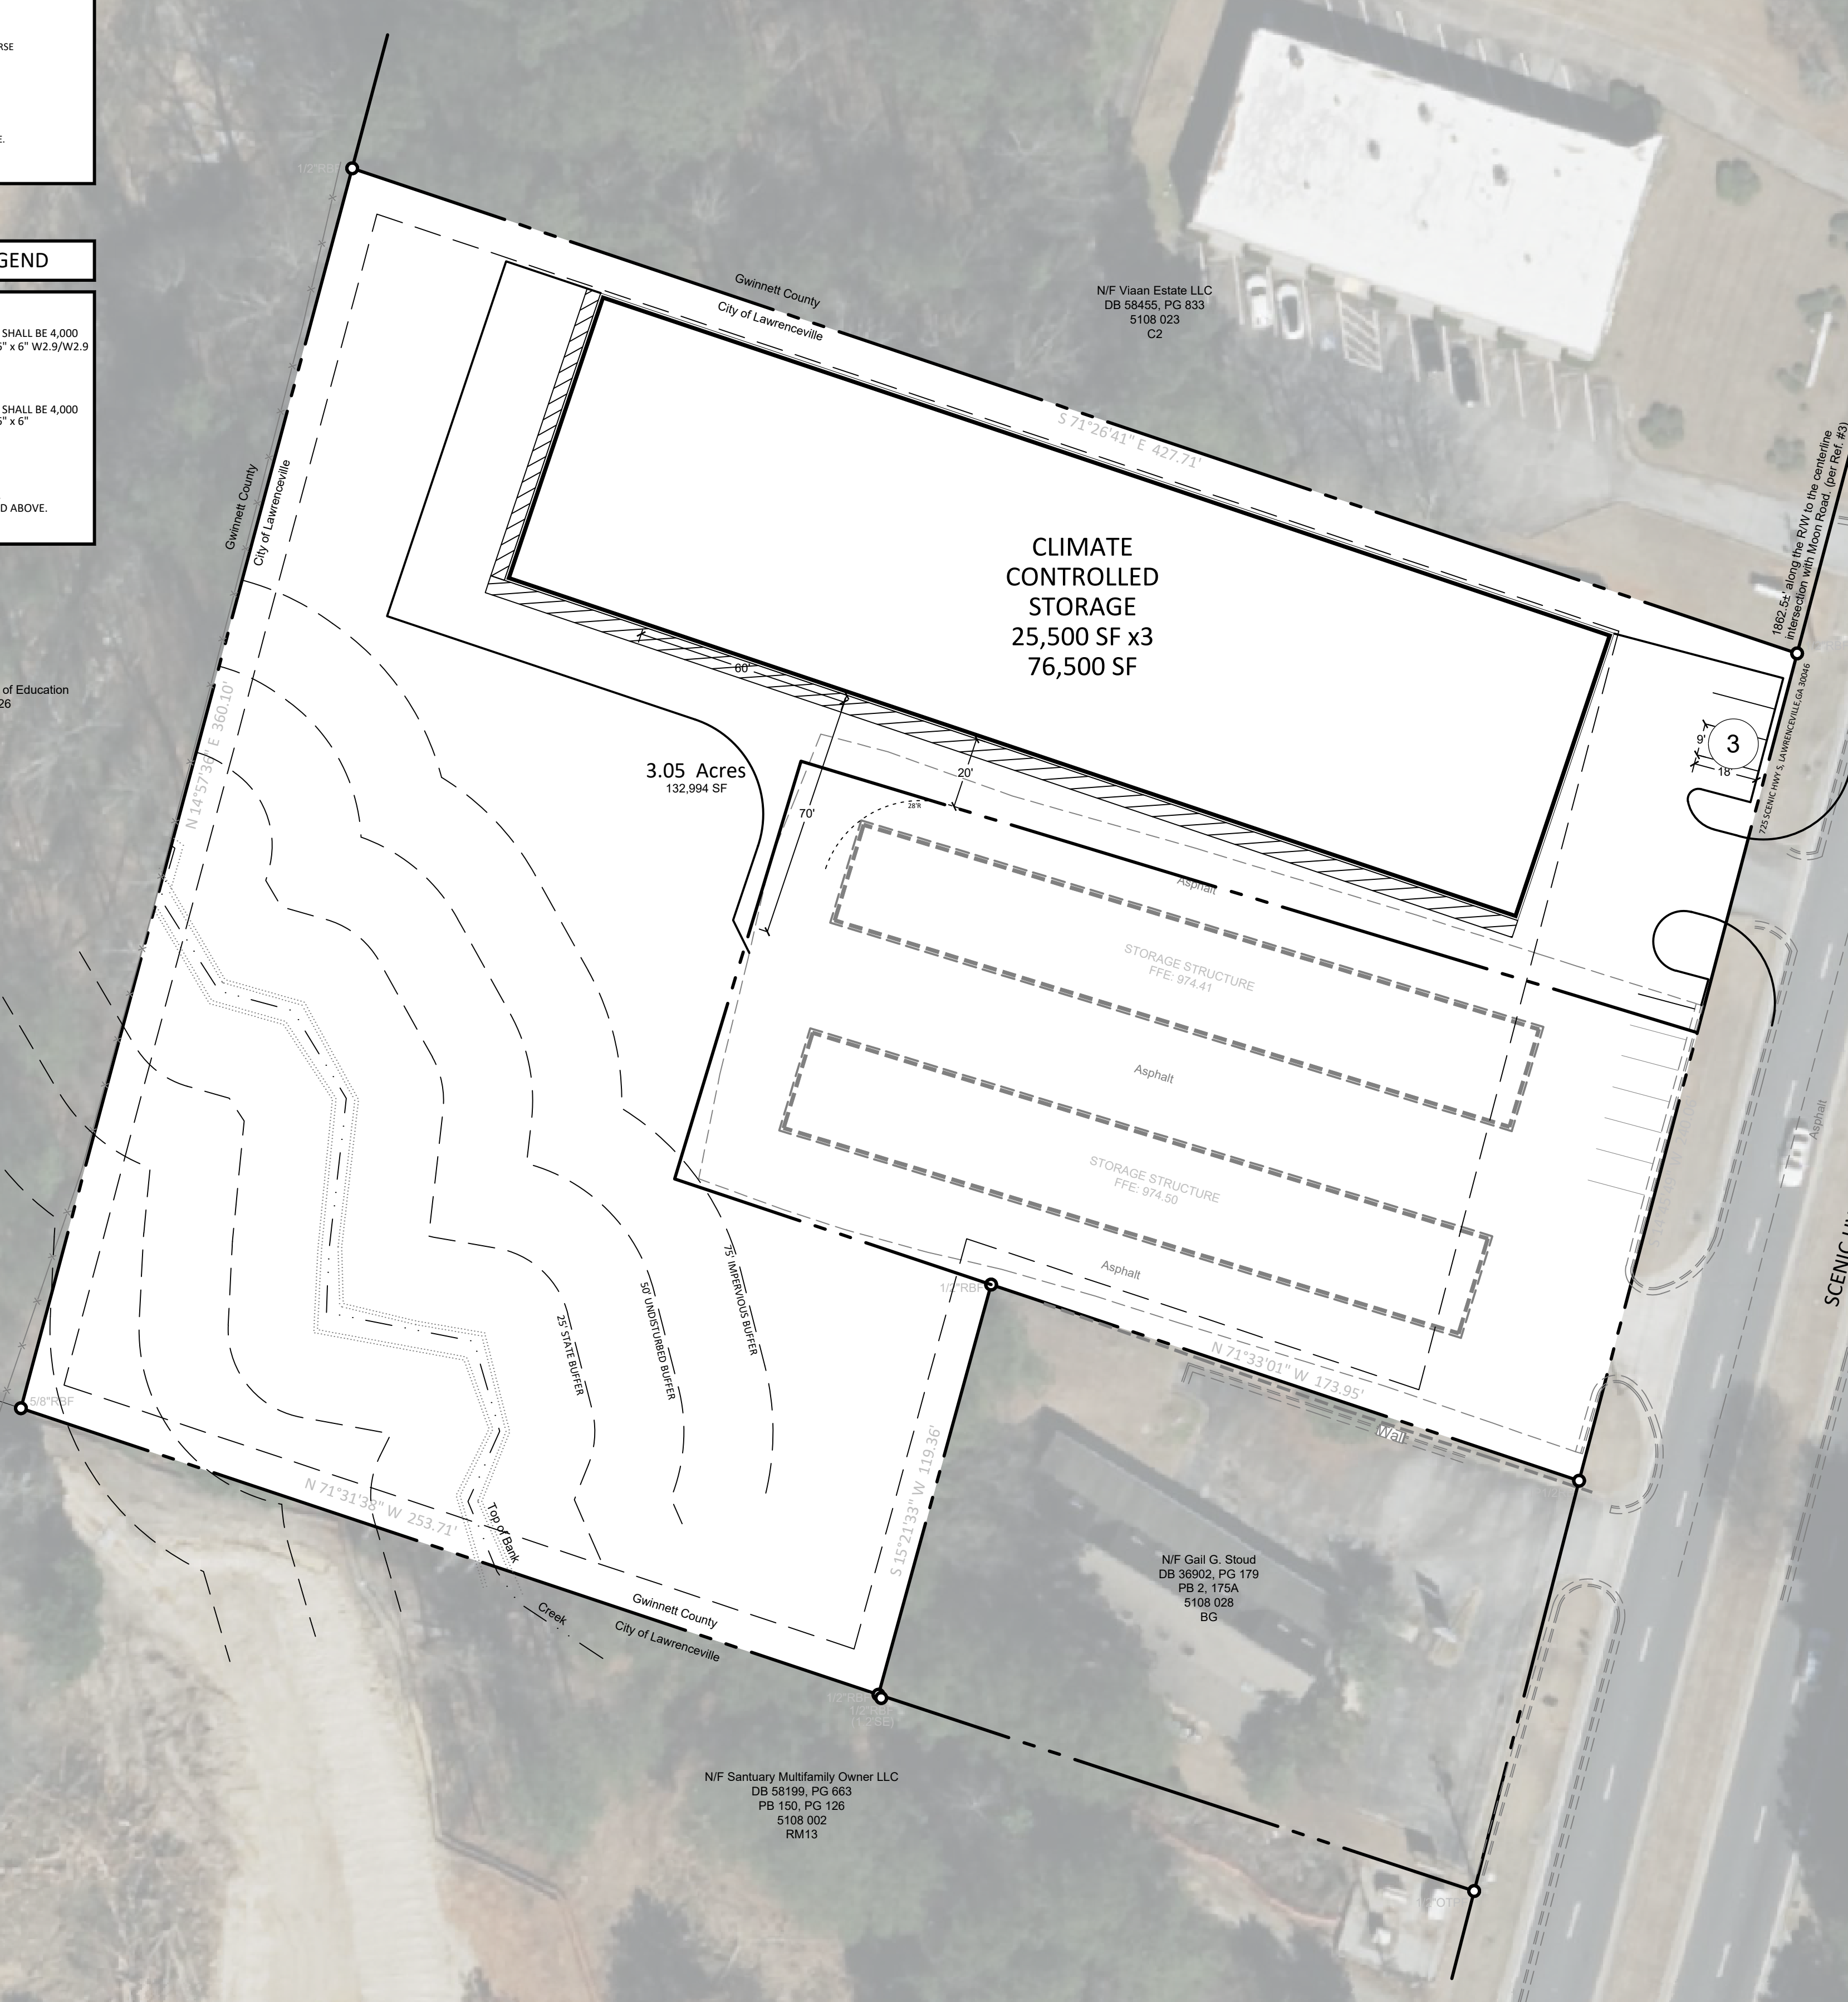 RSE
E.
GEND
SHALL BE 4,000
6" x 6" W2.9/W2.9
SHALL BE 4,000
6" x 6"
D ABOVE.
of Education
26
1/2"RBF
Gwinnett County
City of Lawrenceville
N/F Viaan Estate LLC
DB 58455, PG 833
5108 023
C2
S 71°26'41" E 427.71'
1862.5±' along the R/W to the centerline
intersection with Moon Road. (per Ref. #3)
Gwinnett County
City of Lawrenceville
CLIMATE
CONTROLLED
STORAGE
25,500 SF x3
76,500 SF
60'
725 SCENIC HWY S, LAWRENCEVILLE,GA 30046
3
9'
18'
N 14°57'36" E 360.10'
3.05 Acres
132,994 SF
20'
70'
28'R
Asphalt
STORAGE STRUCTURE
FFE: 974.41
Asphalt
Asphalt
STORAGE STRUCTURE
FFE: 974.50
Asphalt
1/2"RBF
SCENIC
75' IMPERVIOUS BUFFER
50' UNDISTURBED BUFFER
25' STATE BUFFER
N 71°33'01" W 173.95'
Wall
5/8"RBF
S 15°21'33" W 119.36'
N 71°31'38" W 253.71'
Top of Bank
Creek
Gwinnett County
City of Lawrenceville
N/F Gail G. Stoud
DB 36902, PG 179
PB 2, 175A
5108 028
BG
1/2"RBF
1/2"RBF
N/F Santuary Multifamily Owner LLC
DB 58199, PG 663
PB 150, PG 126
5108 002
RM13